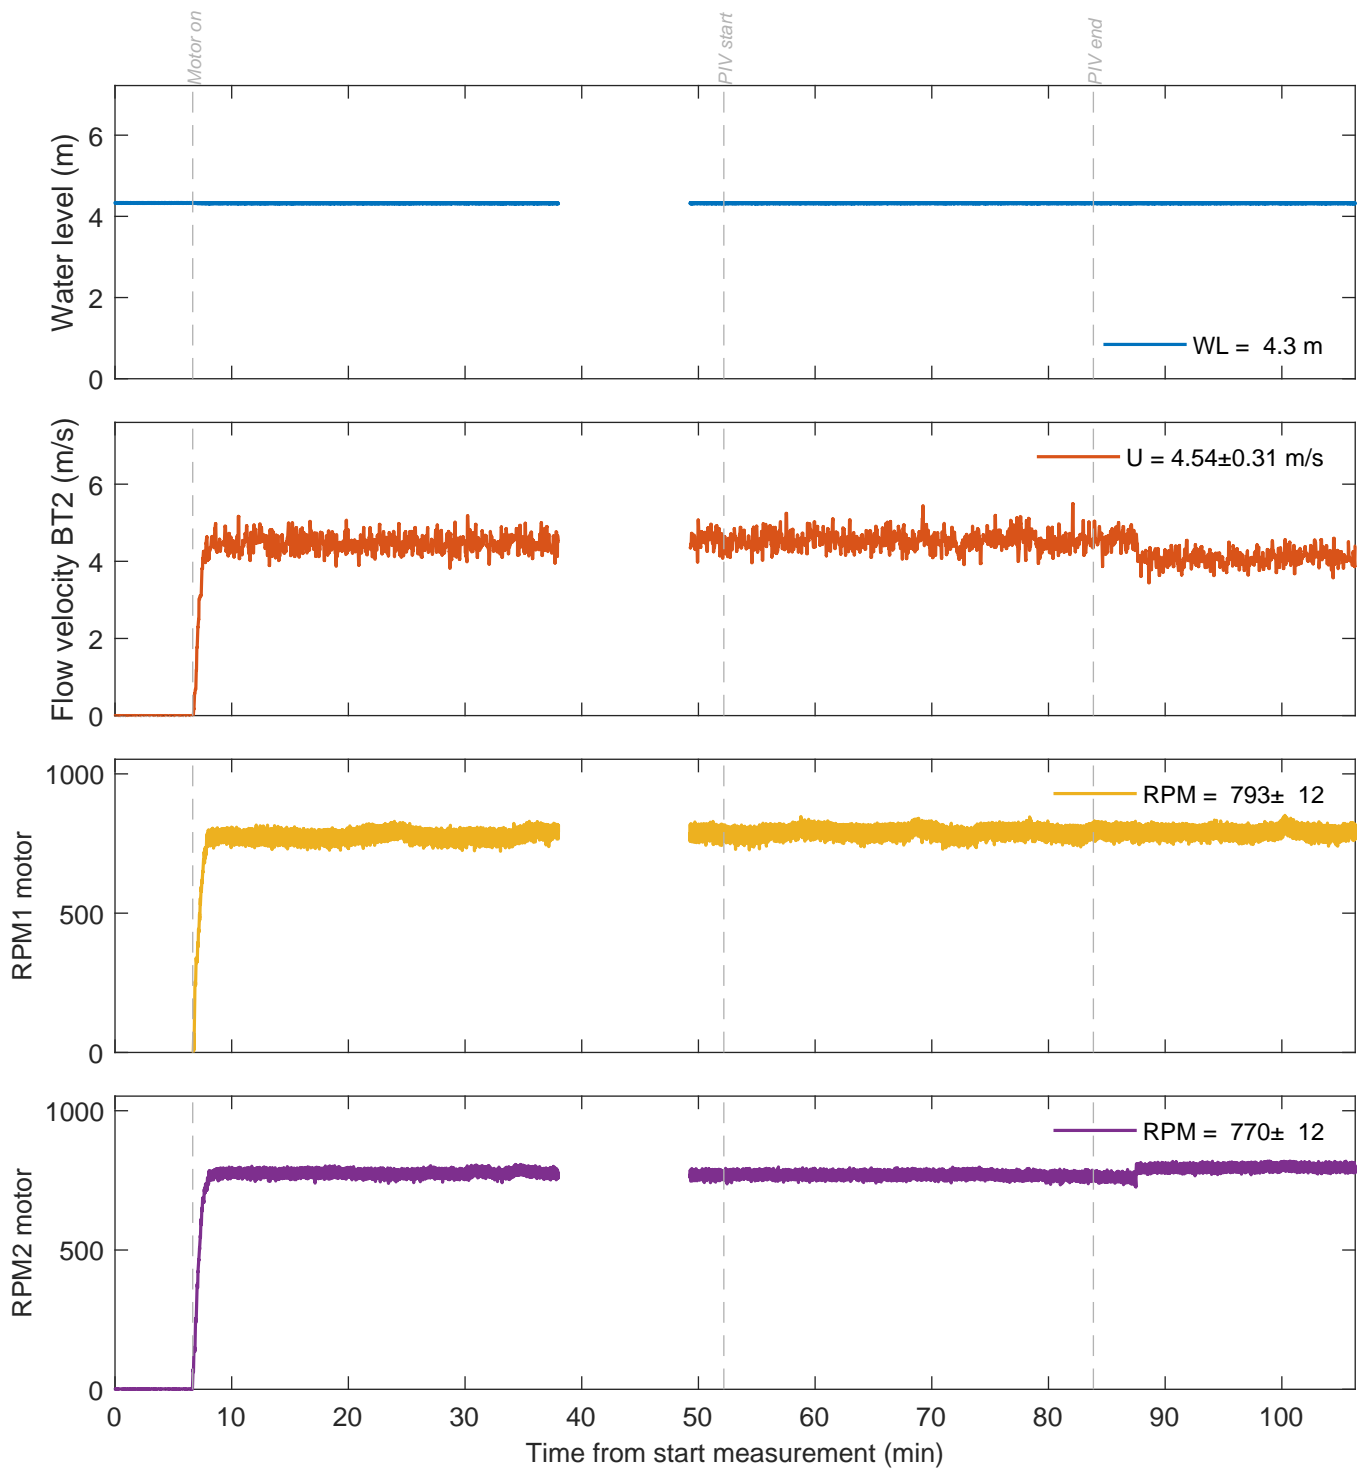 Motor on
PIV start
PIV end
Water level (m)
6
4
2
0
WL = 4.3 m
Flow velocity BT2 (m/s)
6
4
2
0
U = 4.54±0.31 m/s
RPM1 motor
1000
500
0
RPM = 793± 12
RPM2 motor
1000
500
0
RPM = 770± 12
0 10 20 30 40 50 60 70 80 90 100
Time from start measurement (min)